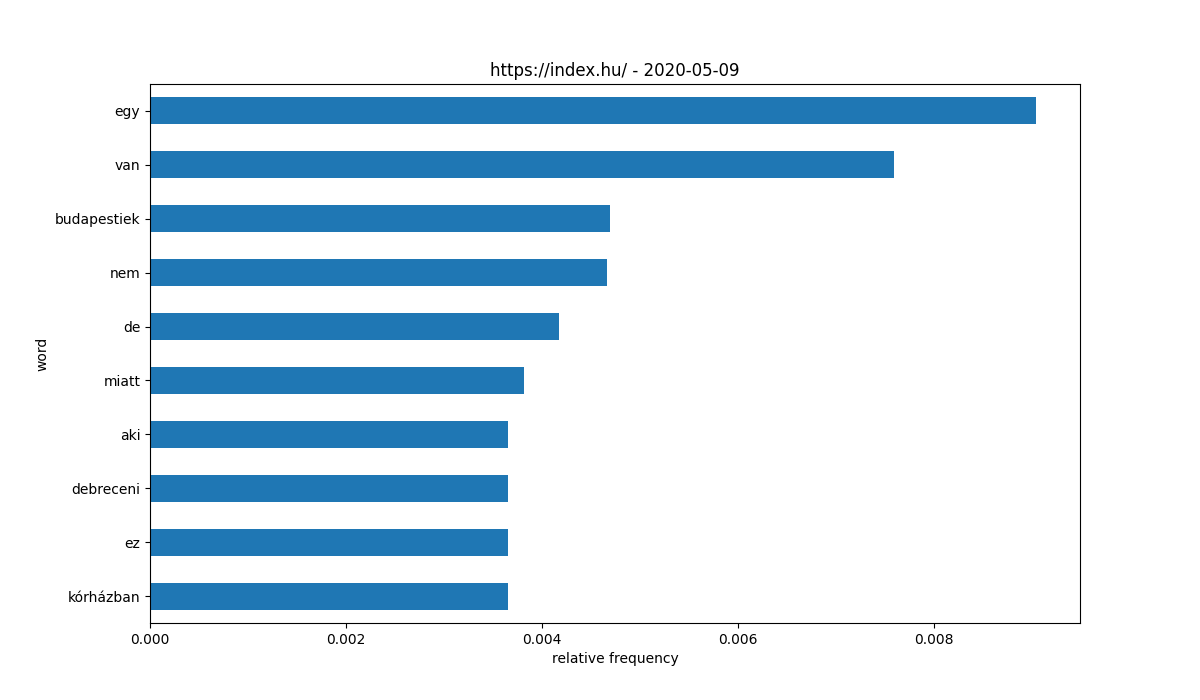 https://index.hu/ - 2020-05-09
egy
van
budapestiek
nem
de
miatt
aki
debreceni
ez
kórházban
word
0.000 0.002 0.004 0.006 0.008
relative frequency